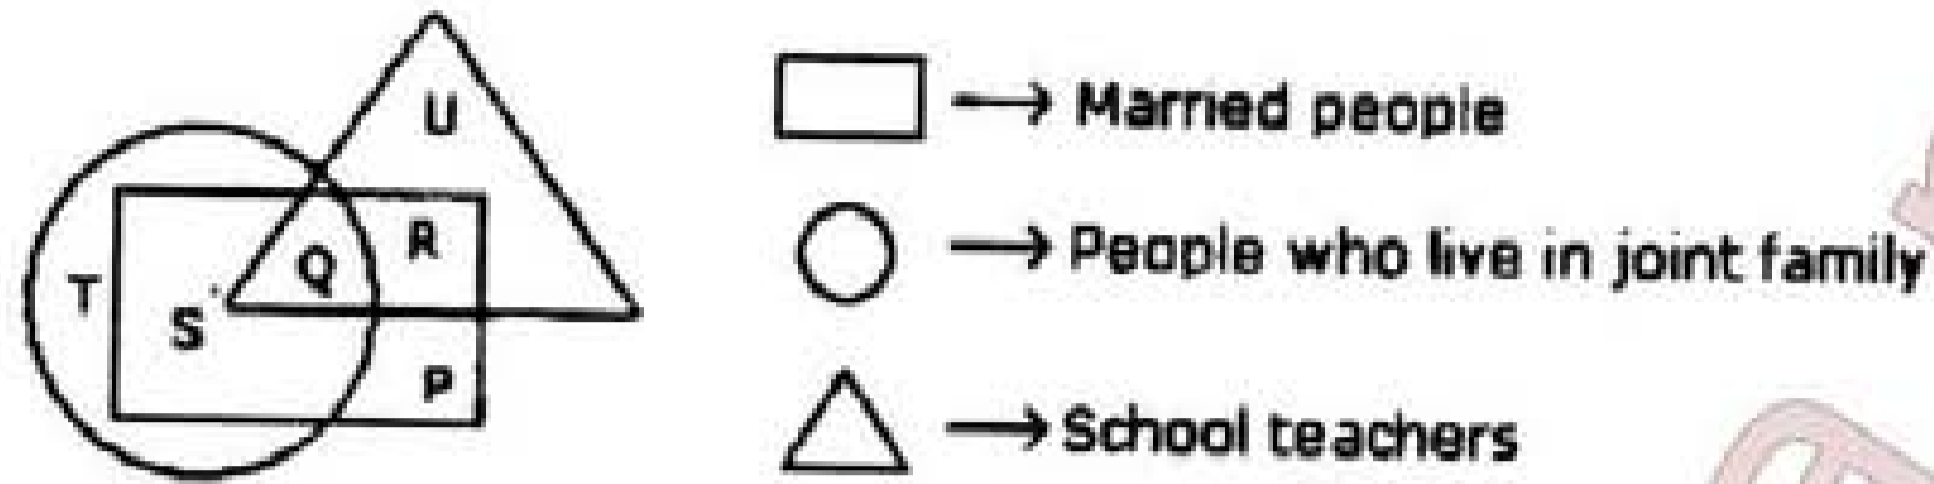 U
Q
R
T
S
P
→ Married people
→ People who live in joint family
→ School teachers